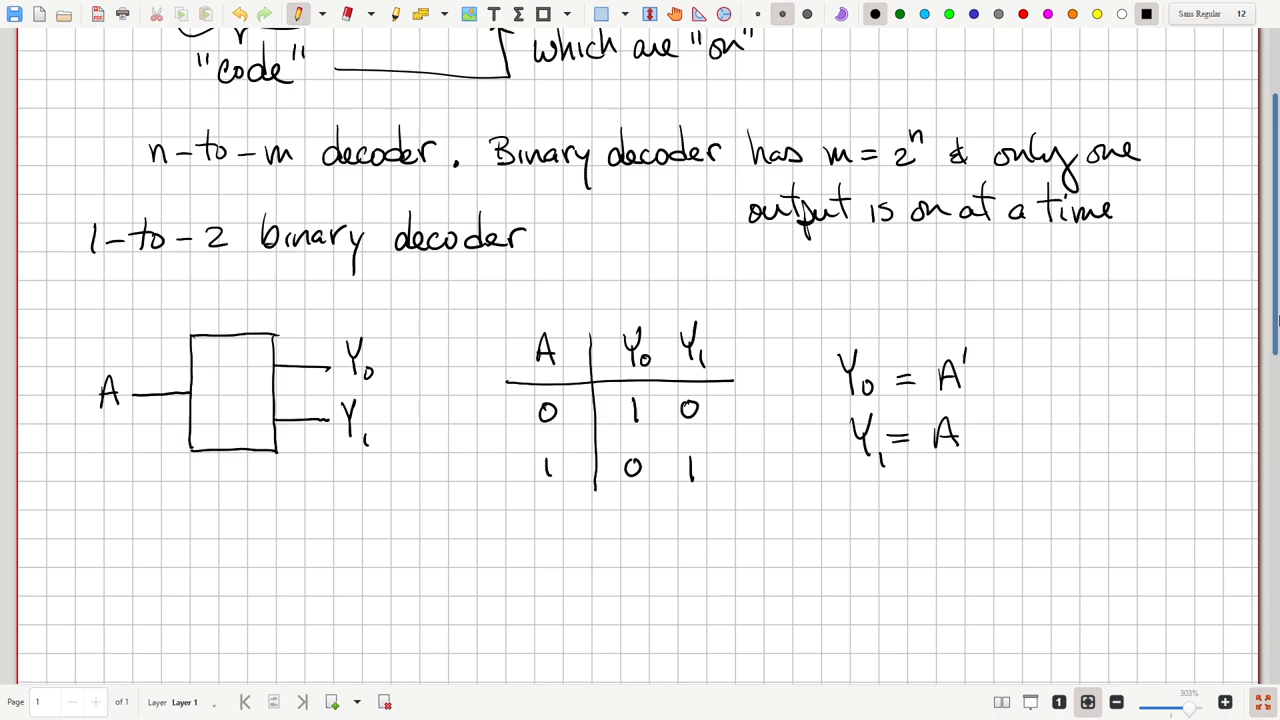 Sans Regular 12
which are "on"
"code"
n-to-m decoder. Binary decoder has m = 2^n & only one
output is on at a time
1-to-2 binary decoder
A Y0 Y1
A Y0 Y1
0 1 0
1 0 1
Y0 = A'
Y1 = A
Page 1 of 1 Layer Layer 1 303% 1